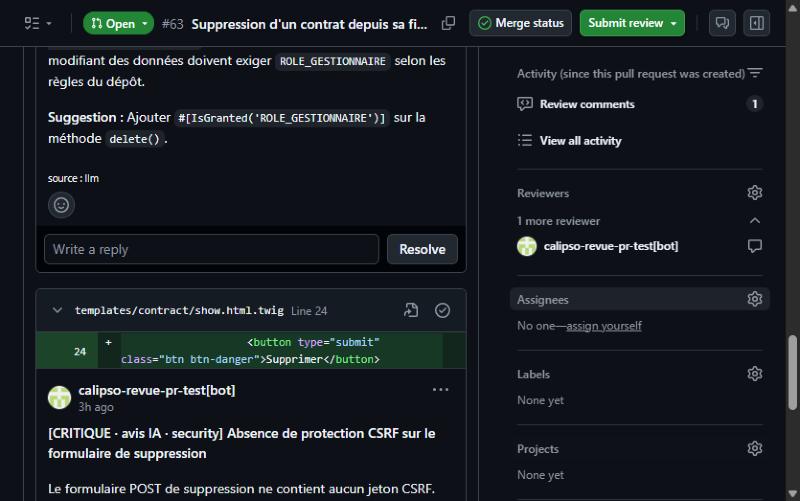 Open #63 Suppression d'un contrat depuis sa fi... Merge status Submit review
modifiant des données doivent exiger ROLE_GESTIONNAIRE selon les
règles du dépôt.
Suggestion : Ajouter #[IsGranted('ROLE_GESTIONNAIRE')] sur la
méthode delete().
source : llm
Write a reply Resolve
templates/contract/show.html.twig Line 24
24 + <button type="submit"
class="btn btn-danger">Supprimer</button>
calipso-revue-pr-test[bot]
3h ago
[CRITIQUE · avis IA · security] Absence de protection CSRF sur le
formulaire de suppression
Le formulaire POST de suppression ne contient aucun jeton CSRF.
Activity (since this pull request was created)
Review comments 1
View all activity
Reviewers
1 more reviewer
calipso-revue-pr-test[bot]
Assignees
No one—assign yourself
Labels
None yet
Projects
None yet